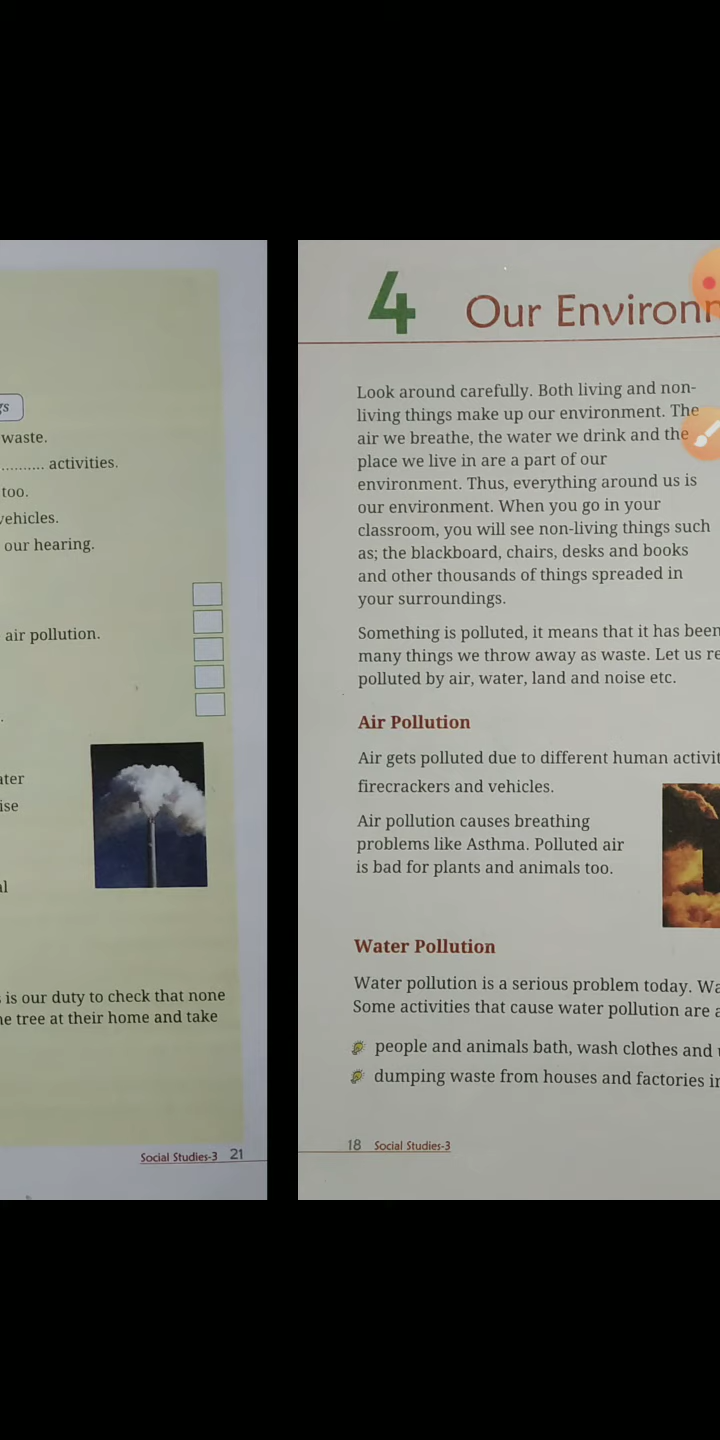 waste.
.......... activities.
too.
vehicles.
our hearing.
air pollution.
is our duty to check that none
tree at their home and take
Social Studies-3 21
4 Our
Look around carefully. Both living and non-
living things make up our environment. The
air we breathe, the water we drink and the
place we live in are a part of our
environment. Thus, everything around us is
our environment. When you go in your
classroom, you will see non-living things such
as; the blackboard, chairs, desks and books
and other thousands of things spreaded in
your surroundings.
Something is polluted, it means that it has been
many things we throw away as waste. Let us
polluted by air, water, land and noise etc.
Air Pollution
Air gets polluted due to different human
firecrackers and vehicles.
Air pollution causes breathing
problems like Asthma. Polluted air
is bad for plants and animals too.
Water Pollution
Water pollution is a serious problem today.
Some activities that cause water pollution are
people and animals bath, wash clothes and
dumping waste from houses and factories
18 Social Studies-3